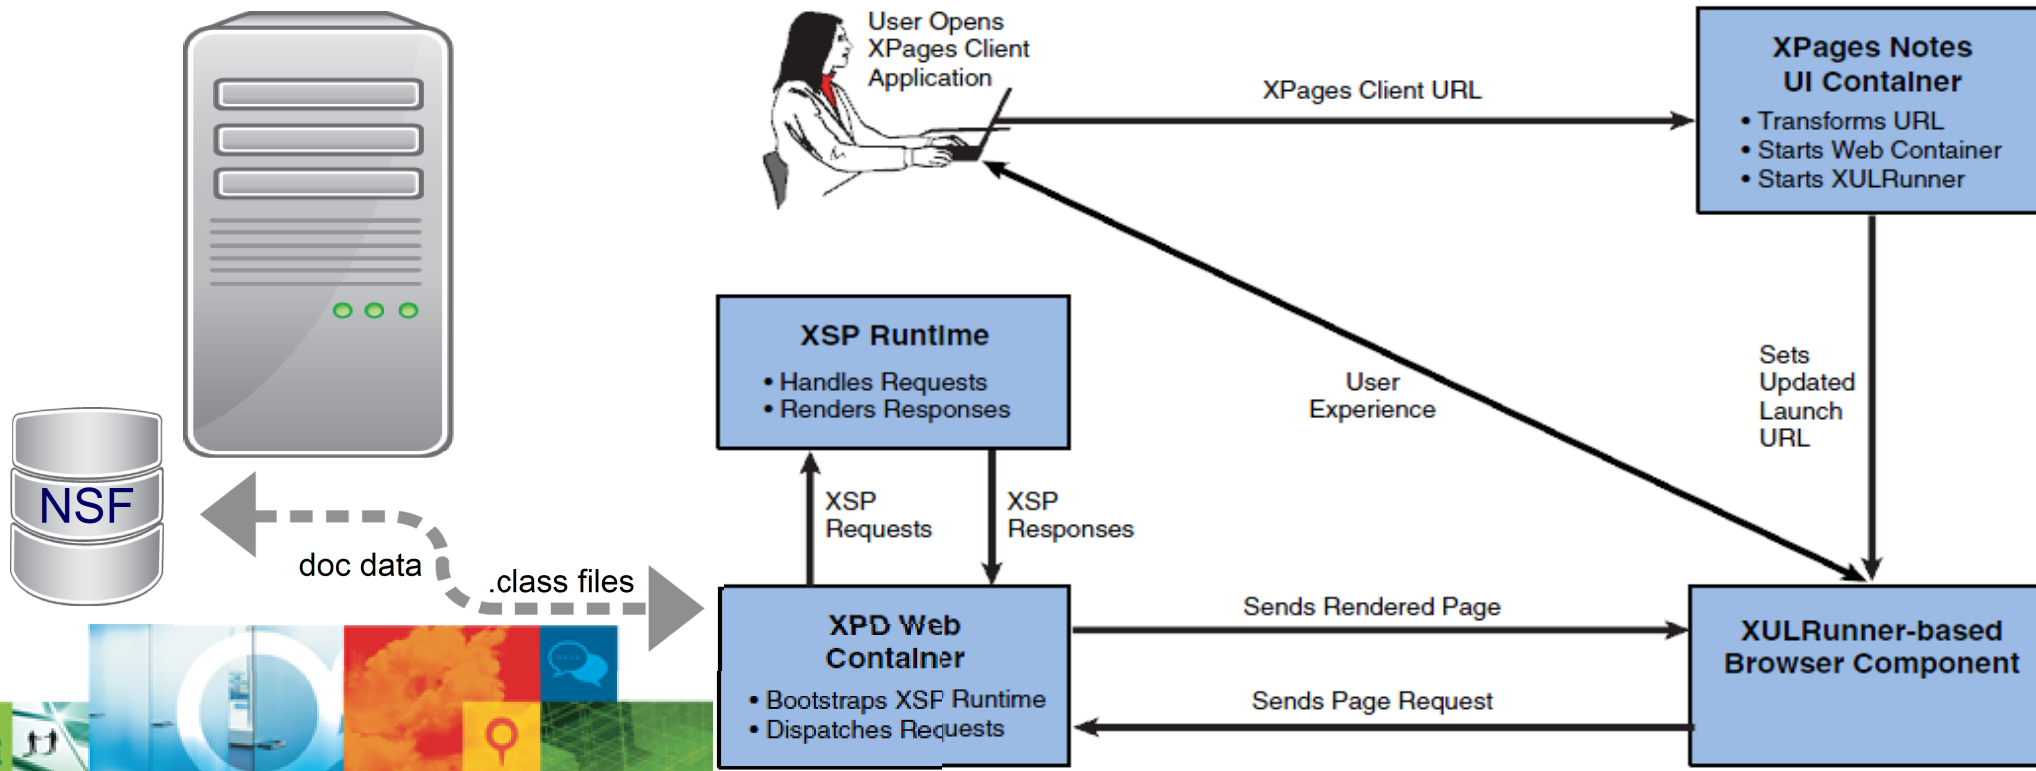 User Opens
XPages Client
Application
XPages Client URL
XPages Notes
UI Container
• Transforms URL
• Starts Web Container
• Starts XULRunner
XSP Runtime
• Handles Requests
• Renders Responses
User
Experience
Sets
Updated
Launch
URL
NSF
doc data
.class files
XSP
Requests
XSP
Responses
XPD Web
Container
• Bootstraps XSP Runtime
• Dispatches Requests
Sends Rendered Page
Sends Page Request
XULRunner-based
Browser Component